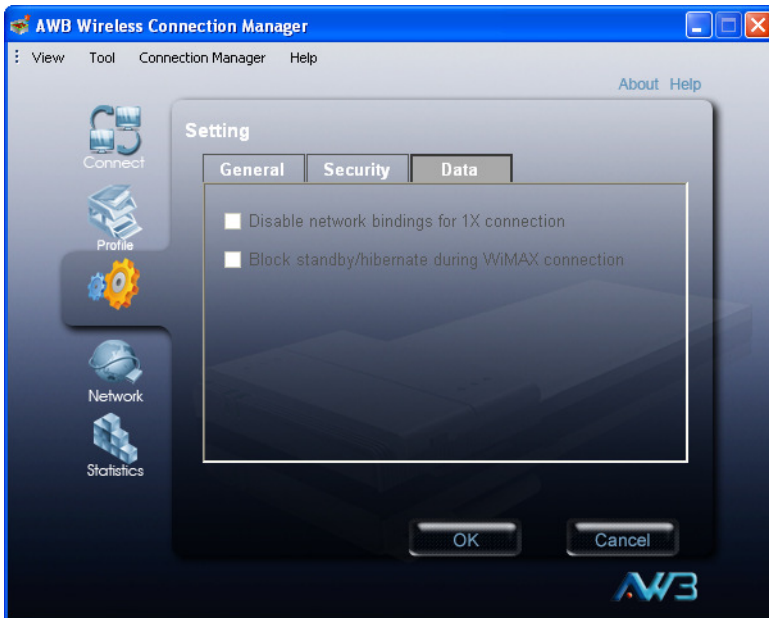 AWB Wireless Connection Manager
View Tool Connection Manager Help
About Help
Connect
Profile
Network
Statistics
Setting
General Security Data
Disable network bindings for 1X connection
Block standby/hibernate during WiMAX connection
OK Cancel
AWB